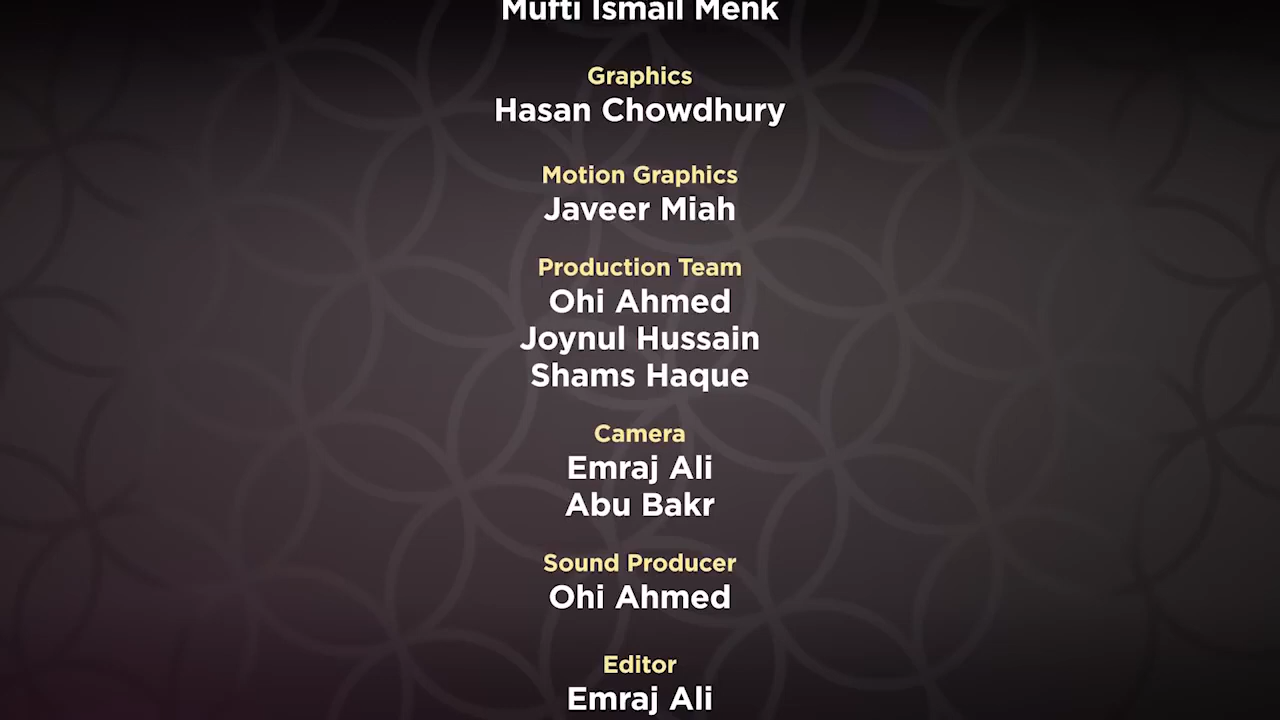 Mufti Ismail Menk
Graphics
Hasan Chowdhury
Motion Graphics
Javeer Miah
Production Team
Ohi Ahmed
Joynul Hussain
Shams Haque
Camera
Emraj Ali
Abu Bakr
Sound Producer
Ohi Ahmed
Editor
Emraj Ali